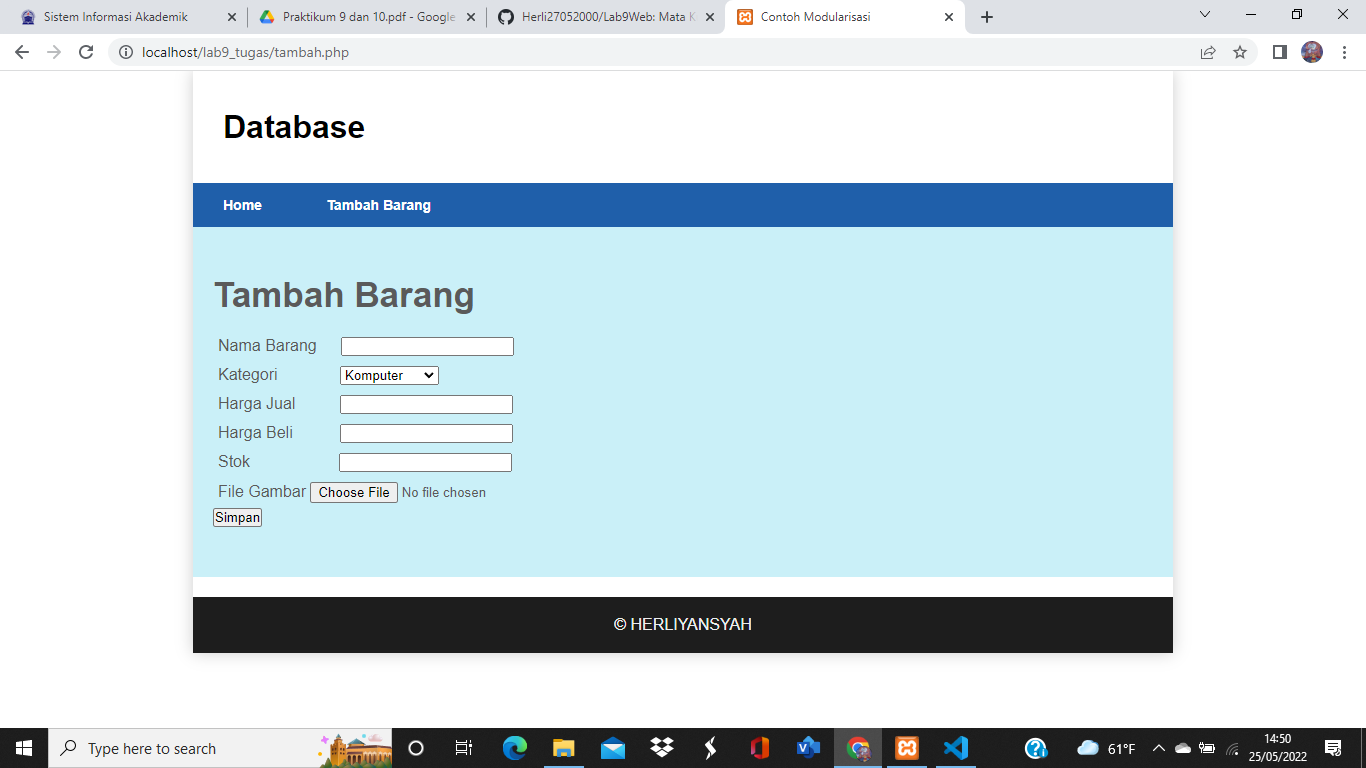 Sistem Informasi Akademik
Praktikum 9 dan 10.pdf - Google
Herli27052000/Lab9Web: Mata K
Contoh Modularisasi
localhost/lab9_tugas/tambah.php
Database
Home Tambah Barang
Tambah Barang
Nama Barang
Kategori Komputer
Harga Jual
Harga Beli
Stok
File Gambar Choose File No file chosen
Simpan
© HERLIYANSYAH
Type here to search
61°F
14:50
25/05/2022